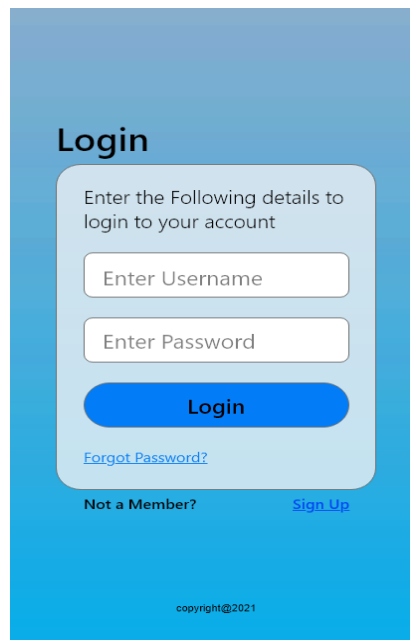 Login
Enter the Following details to
login to your account
Enter Username
Enter Password
Login
Forgot Password?
Not a Member? Sign Up
copyright@2021